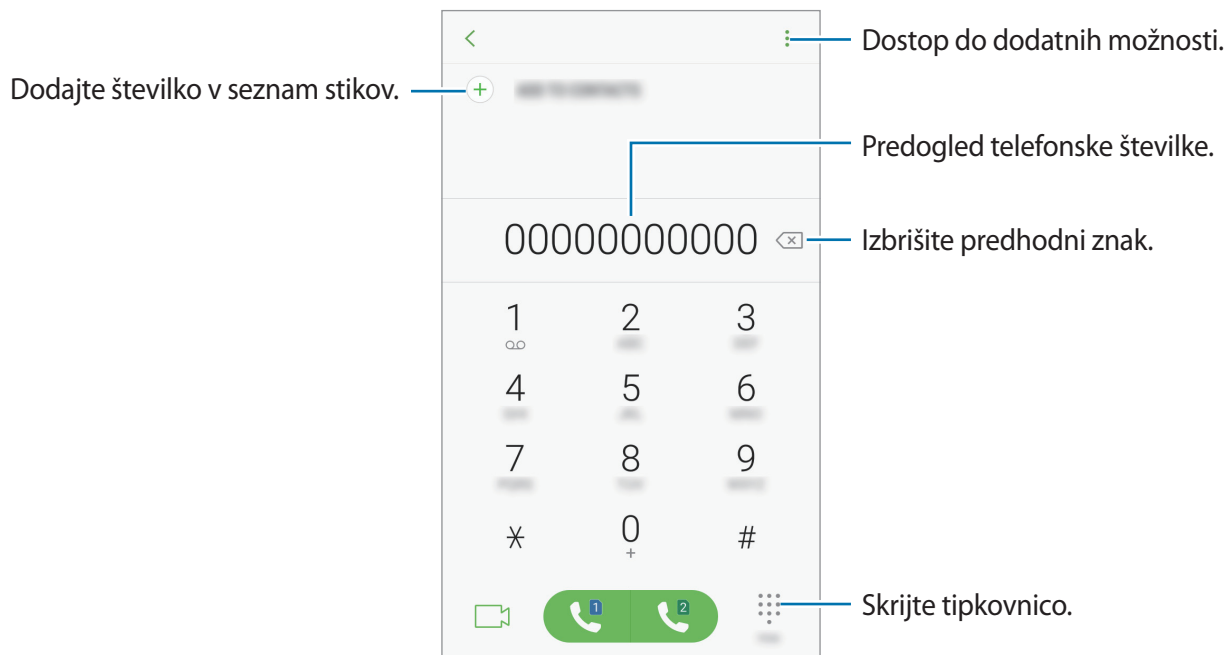 Dostop do dodatnih možnosti.
Dodajte številko v seznam stikov.
Predogled telefonske številke.
00000000000
Izbrišite predhodni znak.
1 2 3
4 5 6
7 8 9
* 0 #
+
1 2
Skrijte tipkovnico.